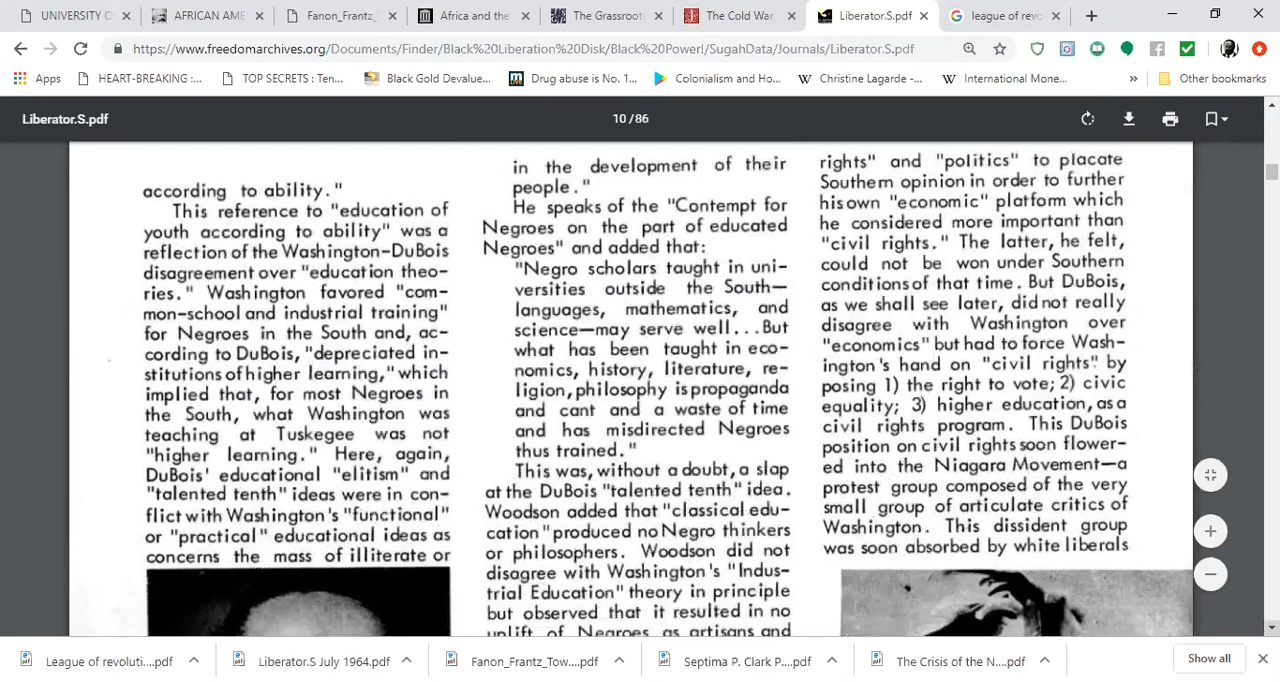 UNIVERSITY O
AFRICAN AME
Fanon_Frantz_
Africa and the
The Grassroot
The Cold War
Liberator.S.pdf
league of revo
https://www.freedomarchives.org/Documents/Finder/Black%20Liberation%20Disk/Black%20Power!/SugahData/Journals/Liberator.S.pdf
Apps
HEART-BREAKING :...
TOP SECRETS : Ten...
Black Gold Devalue...
Drug abuse is No. 1...
Colonialism and Ho...
Christine Lagarde -...
International Mone...
»
Other bookmarks
Liberator.S.pdf
10 / 86
according to ability."
This reference to "education of
youth according to ability" was a
reflection of the Washington-DuBois
disagreement over "education theo-
ries." Washington favored "com-
mon-school and industrial training"
for Negroes in the South and, ac-
cording to DuBois, "depreciated in-
stitutions of higher learning," which
implied that, for most Negroes in
the South, what Washington was
teaching at Tuskegee was not
"higher learning." Here, again,
DuBois' educational "elitism" and
"talented tenth" ideas were in con-
flict with Washington's "functional"
or "practical" educational ideas as
concerns the mass of illiterate or
in the development of their
people."
He speaks of the "Contempt for
Negroes on the part of educated
Negroes" and added that:
"Negro scholars taught in uni-
versities outside the South—
languages, mathematics, and
science—may serve well...But
what has been taught in eco-
nomics, history, literature, re-
ligion, philosophy is propaganda
and cant and a waste of time
and has misdirected Negroes
thus trained."
This was, without a doubt, a slap
at the DuBois "talented tenth" idea.
Woodson added that "classical edu-
cation "produced no Negro thinkers
or philosophers. Woodson did not
disagree with Washington's "Indus-
trial Education" theory in principle
but observed that it resulted in no
uplift of Negroes as artisans and
rights" and "politics" to placate
Southern opinion in order to further
his own "economic" platform which
he considered more important than
"civil rights." The latter, he felt,
could not be won under Southern
conditions of that time. But DuBois,
as we shall see later, did not really
disagree with Washington over
"economics" but had to force Wash-
ington's hand on "civil rights" by
posing 1) the right to vote; 2) civic
equality; 3) higher education, as a
civil rights program. This DuBois
position on civil rights soon flower-
ed into the Niagara Movement—a
protest group composed of the very
small group of articulate critics of
Washington. This dissident group
was soon absorbed by white liberals
League of revoluti....pdf
Liberator.S July 1964.pdf
Fanon_Frantz_Tow....pdf
Septima P. Clark P....pdf
The Crisis of the N....pdf
Show all